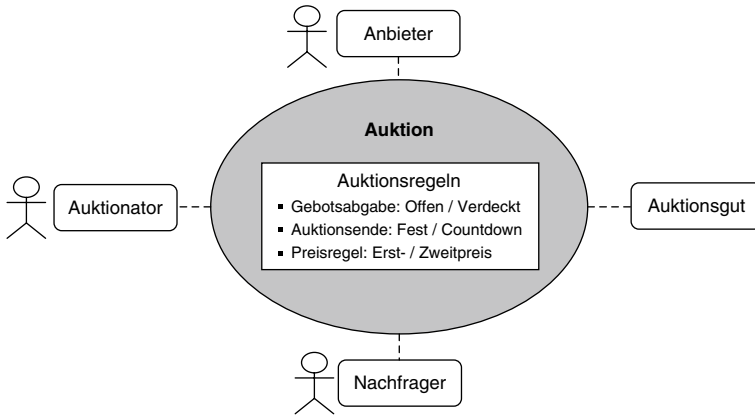 Anbieter
Auktion
Auktionsregeln
Auktionator
▪ Gebotsabgabe: Offen / Verdeckt
▪ Auktionsende: Fest / Countdown
▪ Preisregel: Erst- / Zweitpreis
Auktionsgut
Nachfrager